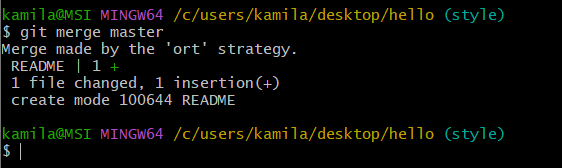 kamila@MSI MINGW64 /c/users/kamila/desktop/hello (style)
$ git merge master
Merge made by the 'ort' strategy.
 README | 1 +
 1 file changed, 1 insertion(+)
 create mode 100644 README
kamila@MSI MINGW64 /c/users/kamila/desktop/hello (style)
$